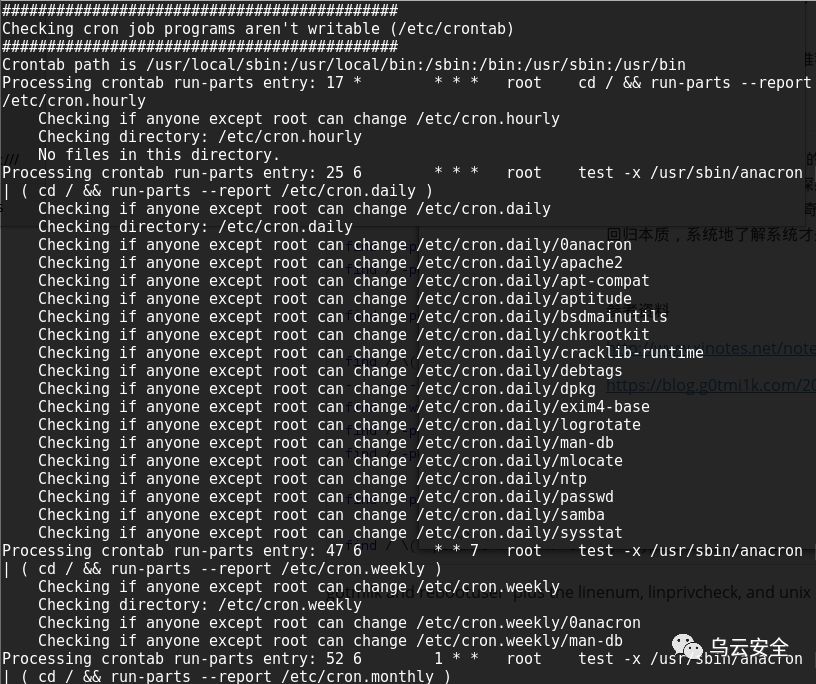 ############################################
Checking cron job programs aren't writable (/etc/crontab)
############################################
Crontab path is /usr/local/sbin:/usr/local/bin:/sbin:/bin:/usr/sbin:/usr/bin
Processing crontab run-parts entry: 17 *        * * *   root    cd / && run-parts --report
/etc/cron.hourly
    Checking if anyone except root can change /etc/cron.hourly
    Checking directory: /etc/cron.hourly
    No files in this directory.
Processing crontab run-parts entry: 25 6        * * *   root    test -x /usr/sbin/anacron
| ( cd / && run-parts --report /etc/cron.daily )
    Checking if anyone except root can change /etc/cron.daily
    Checking directory: /etc/cron.daily
    Checking if anyone except root can change /etc/cron.daily/0anacron
回归本质，系统地了解系统才
    Checking if anyone except root can change /etc/cron.daily/apache2
    Checking if anyone except root can change /etc/cron.daily/apt-compat
    Checking if anyone except root can change /etc/cron.daily/aptitude
    Checking if anyone except root can change /etc/cron.daily/bsdmainutils
    Checking if anyone except root can change /etc/cron.daily/chkrootkit
    Checking if anyone except root can change /etc/cron.daily/cracklib-runtime
    Checking if anyone except root can change /etc/cron.daily/debtags
    Checking if anyone except root can change /etc/cron.daily/dpkg
https://blog.g0tmi1k.com/20
    Checking if anyone except root can change /etc/cron.daily/exim4-base
    Checking if anyone except root can change /etc/cron.daily/logrotate
    Checking if anyone except root can change /etc/cron.daily/man-db
    Checking if anyone except root can change /etc/cron.daily/mlocate
    Checking if anyone except root can change /etc/cron.daily/ntp
    Checking if anyone except root can change /etc/cron.daily/passwd
    Checking if anyone except root can change /etc/cron.daily/samba
    Checking if anyone except root can change /etc/cron.daily/sysstat
Processing crontab run-parts entry: 47 6        * * 7   root    test -x /usr/sbin/anacron |
| ( cd / && run-parts --report /etc/cron.weekly )
    Checking if anyone except root can change /etc/cron.weekly
plus the linenum, linprivcheck, and unix
    Checking directory: /etc/cron.weekly
    Checking if anyone except root can change /etc/cron.weekly/0anacron
    Checking if anyone except root can change /etc/cron.weekly/man-db
乌云安全
Processing crontab run-parts entry: 52 6        1 * *   root    test -x /usr/sbin/anacron |
| ( cd / && run-parts --report /etc/cron.monthly )